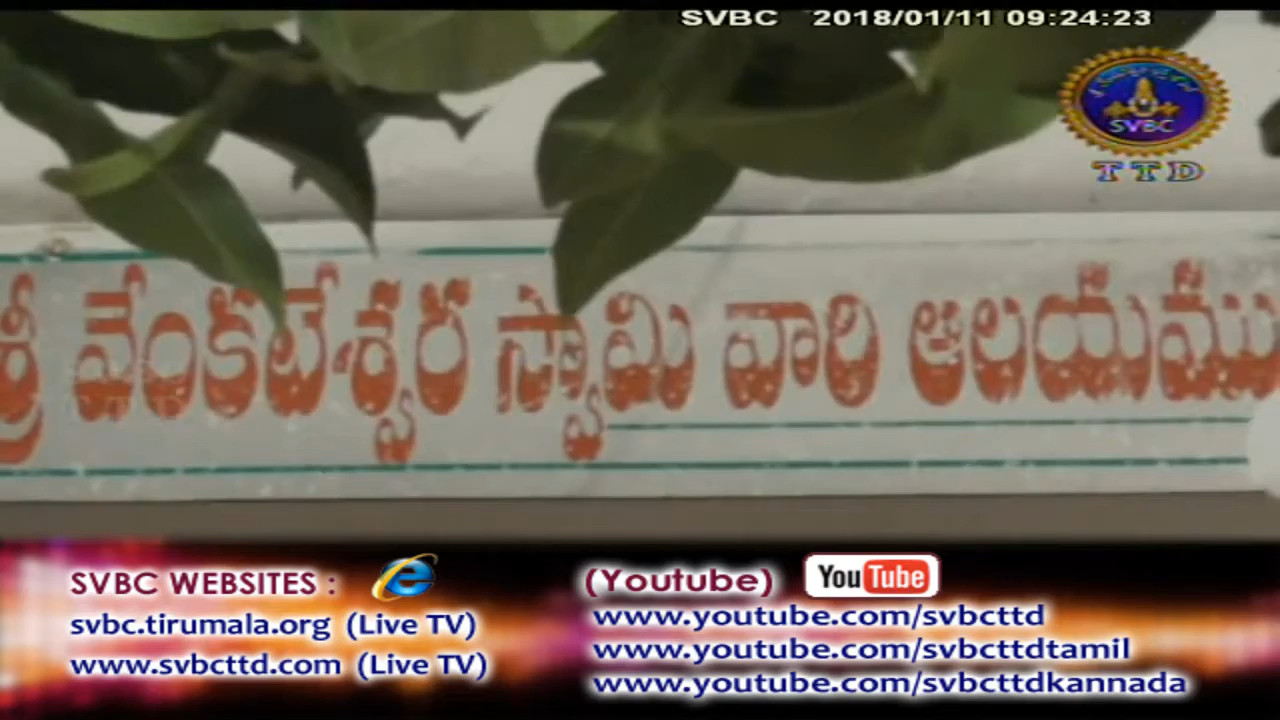 SVBC 2018/01/11 09:24:23
SVBC
TTD
శ్రీ వేంకటేశ్వర స్వామి వారి ఆలయము
SVBC WEBSITES :
svbc.tirumala.org (Live TV)
www.svbcttd.com (Live TV)
(Youtube) YouTube
www.youtube.com/svbcttd
www.youtube.com/svbcttdtamil
www.youtube.com/svbcttdkannada